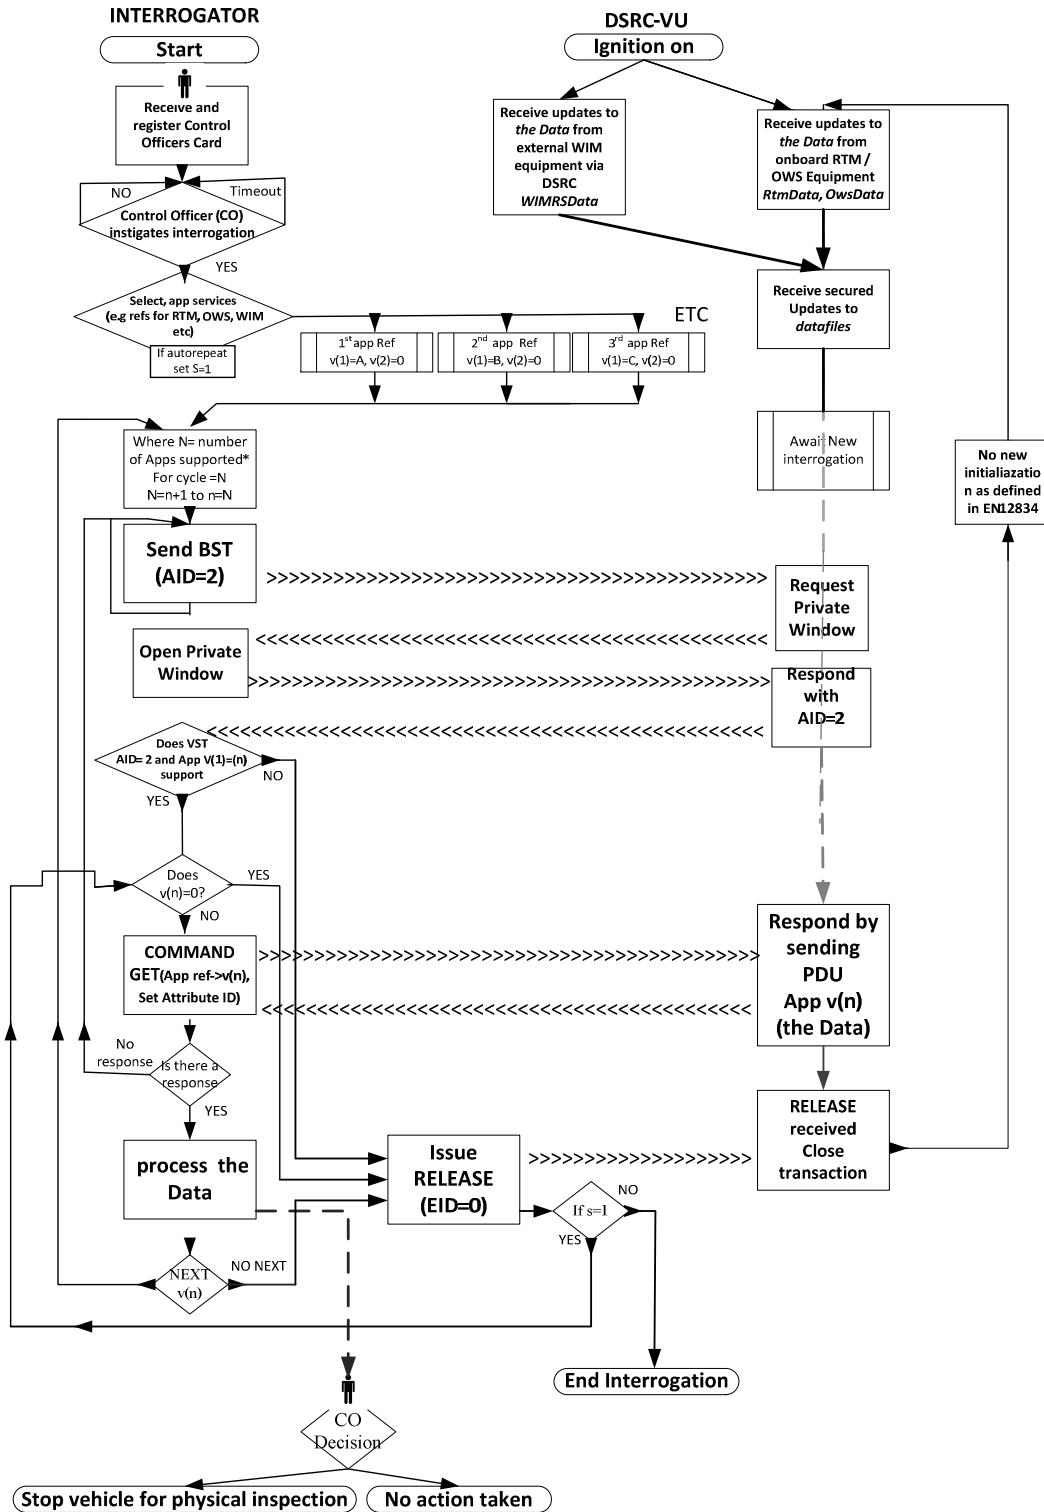 INTERROGATOR
Start
Receive and
register Control
Officers Card
NO
Timeout
Control Officer (CO)
instigates interrogation
YES
Select, app services
(e.g refs for RTM, OWS, WIM
etc)
If autorepeat
set S=1
ETC
1st app Ref
v(1)=A, v(2)=0
2nd app Ref
v(1)=B, v(2)=0
3rd app Ref
v(1)=C, v(2)=0
Where N= number
of Apps supported*
For cycle =N
N=n+1 to n=N
Send BST
(AID=2)
>>>>>>>>>>>>>>>>>>>>>>>>>>>>>>>>>>>>>>>>>>>>>
<<<<<<<<<<<<<<<<<<<<<<<<<<<<<<<<<<<<<<<<<<<<<<
Open Private
Window
>>>>>>>>>>>>>>>>>>>>>>>>>>>>>>>>>>>>>>>>>>>>>>>
<<<<<<<<<<<<<<<<<<<<<<<<<<<<<<<<<<<<<<<<<<<<<<<<<<
Does VST
AID= 2 and App V(1)=(n)
support
NO
YES
Does
v(n)=0?
YES
NO
COMMAND
GET(App ref->v(n),
Set Attribute ID)
>>>>>>>>>>>>>>>>>>>>>>>>>>>>>>>>>>>>>>>>>>>>>
<<<<<<<<<<<<<<<<<<<<<<<<<<<<<<<<<<<<<<<<<<<<
No
response
Is there a
response
YES
process the
Data
NEXT
v(n)
NO NEXT
Issue
RELEASE
(EID=0)
>>>>>>>>>>>>>>>>>>>>
If s=1
NO
YES
End Interrogation
CO
Decision
Stop vehicle for physical inspection
No action taken
DSRC-VU
Ignition on
Receive updates to
the Data from
external WIM
equipment via
DSRC
WIMRSData
Receive updates to
the Data from
onboard RTM /
OWS Equipment
RtmData, OwsData
Receive secured
Updates to
datafiles
Await New
interrogation
No new
initialiazatio
n as defined
in EN12834
Request
Private
Window
Respond
with
AID=2
Respond by
sending
PDU
App v(n)
(the Data)
RELEASE
received
Close
transaction